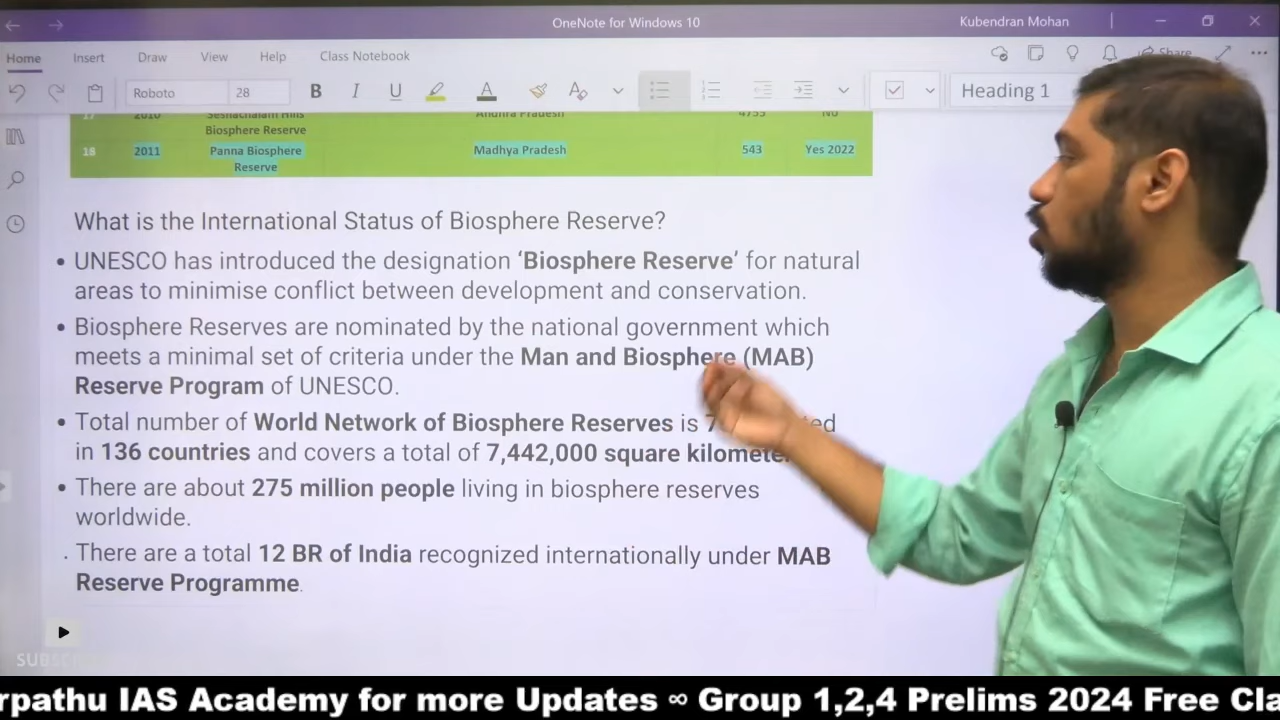 OneNote for Windows 10
Kubendran Mohan
Home Insert Draw View Help Class Notebook
Share
Roboto 28 B I U A Heading 1
17 2010 Seshachalam Hills Andhra Pradesh 4755 No
Biosphere Reserve
18 2011 Panna Biosphere Madhya Pradesh 543 Yes 2022
Reserve
What is the International Status of Biosphere Reserve?
• UNESCO has introduced the designation ‘Biosphere Reserve’ for natural
areas to minimise conflict between development and conservation.
• Biosphere Reserves are nominated by the national government which
meets a minimal set of criteria under the Man and Biosphere (MAB)
Reserve Program of UNESCO.
• Total number of World Network of Biosphere Reserves is
in 136 countries and covers a total of 7,442,000 square
• There are about 275 million people living in biosphere reserves
worldwide.
. There are a total 12 BR of India recognized internationally under MAB
Reserve Programme.
rpathu IAS Academy for more Updates ∞ Group 1,2,4 Prelims 2024 Free Cla